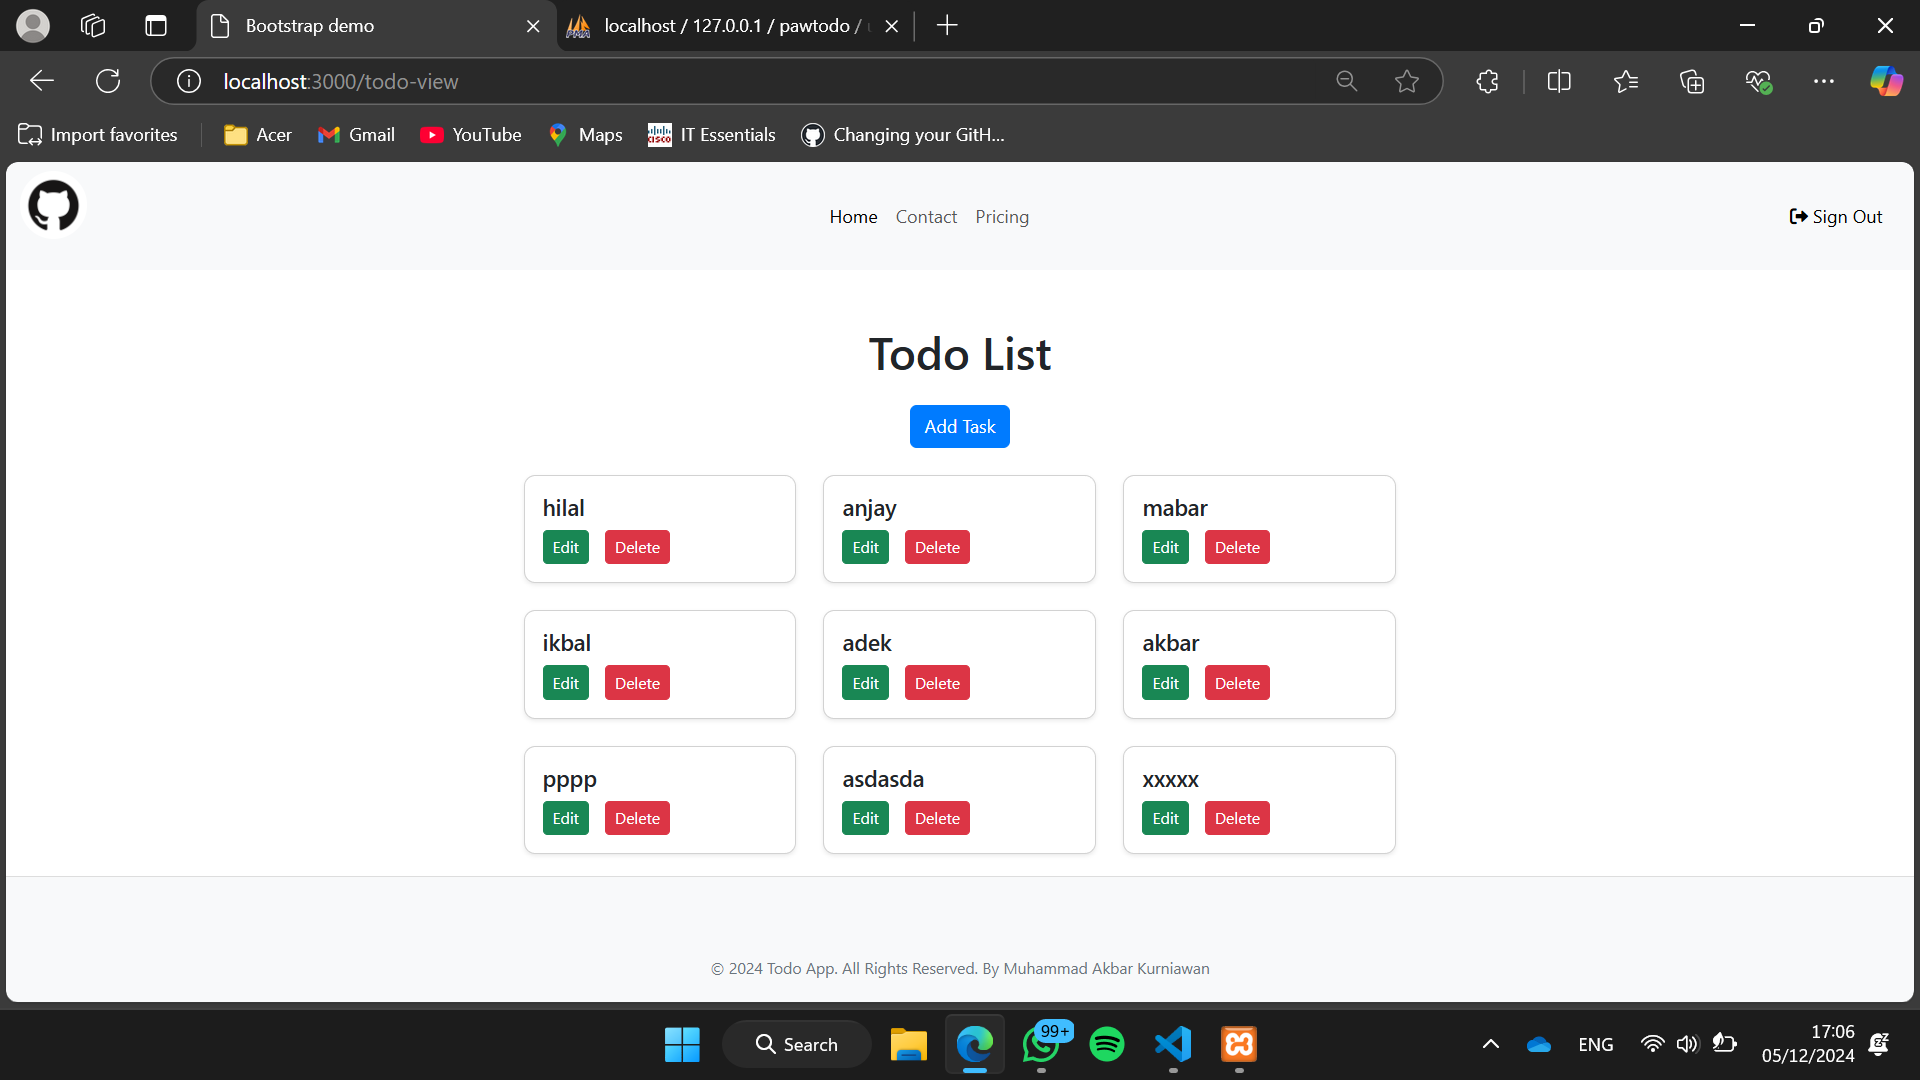 Bootstrap demo
localhost / 127.0.0.1 / pawtodo /
localhost:3000/todo-view
Import favorites
Acer
Gmail
YouTube
CISCO
IT Essentials
Maps
Changing your GitH...
Home
Contact
Pricing
Sign Out
Todo List
Add Task
hilal
anjay
mabar
Edit Delete
Edit Delete
Edit Delete
ikbal
adek
akbar
Edit Delete
Edit Delete
Edit Delete
pppp
asdasda
xxxxx
Edit Delete
Edit Delete
Edit Delete
© 2024 Todo App. All Rights Reserved. By Muhammad Akbar Kurniawan
Search
99+
ENG
17:06
05/12/2024